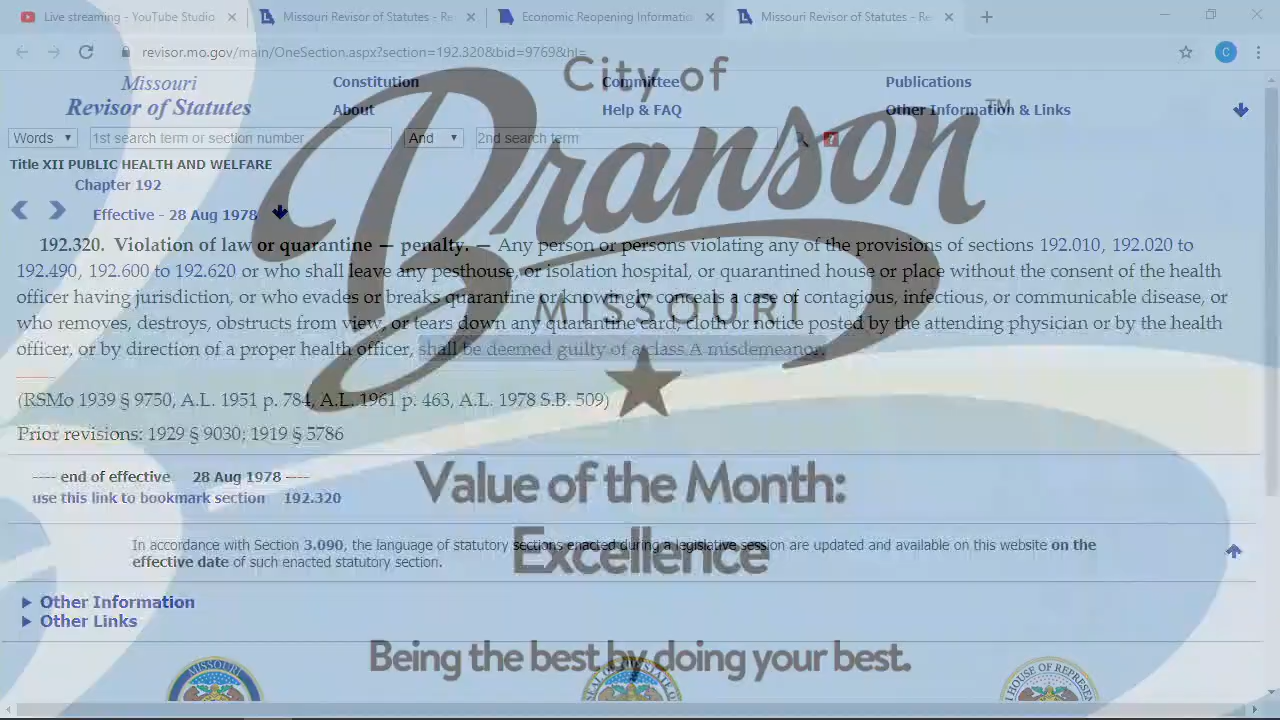 Live streaming - YouTube Studio
Missouri Revisor of Statutes - Re
Economic Reopening Informatio
Missouri Revisor of Statutes - Re
revisor.mo.gov/main/OneSection.aspx?section=192.320&bid=9769&hl=
C
City of
Branson
TM
MISSOURI
Value of the Month:
Excellence
Being the best by doing your best.
Missouri
Revisor of Statutes
Constitution
Committee
Publications
About
Help & FAQ
Other Information & Links
Words
1st search term or section number
And
2nd search term
?
Title XII PUBLIC HEALTH AND WELFARE
Chapter 192
Effective - 28 Aug 1978
192.320. Violation of law or quarantine — penalty. — Any person or persons violating any of the provisions of sections 192.010, 192.020 to
192.490, 192.600 to 192.620 or who shall leave any pesthouse, or isolation hospital, or quarantined house or place without the consent of the health
officer having jurisdiction, or who evades or breaks quarantine or knowingly conceals a case of contagious, infectious, or communicable disease, or
who removes, destroys, obstructs from view, or tears down any quarantine card, cloth or notice posted by the attending physician or by the health
officer, or by direction of a proper health officer, shall be deemed guilty of a class A misdemeanor.
(RSMo 1939 § 9750, A.L. 1951 p. 784, A.L. 1961 p. 463, A.L. 1978 S.B. 509)
Prior revisions: 1929 § 9030; 1919 § 5786
---- end of effective 28 Aug 1978 ----
use this link to bookmark section 192.320
In accordance with Section 3.090, the language of statutory sections enacted during a legislative session are updated and available on this website on the
effective date of such enacted statutory section.
Other Information
Other Links
MISSOURI
HOUSE OF REPRES